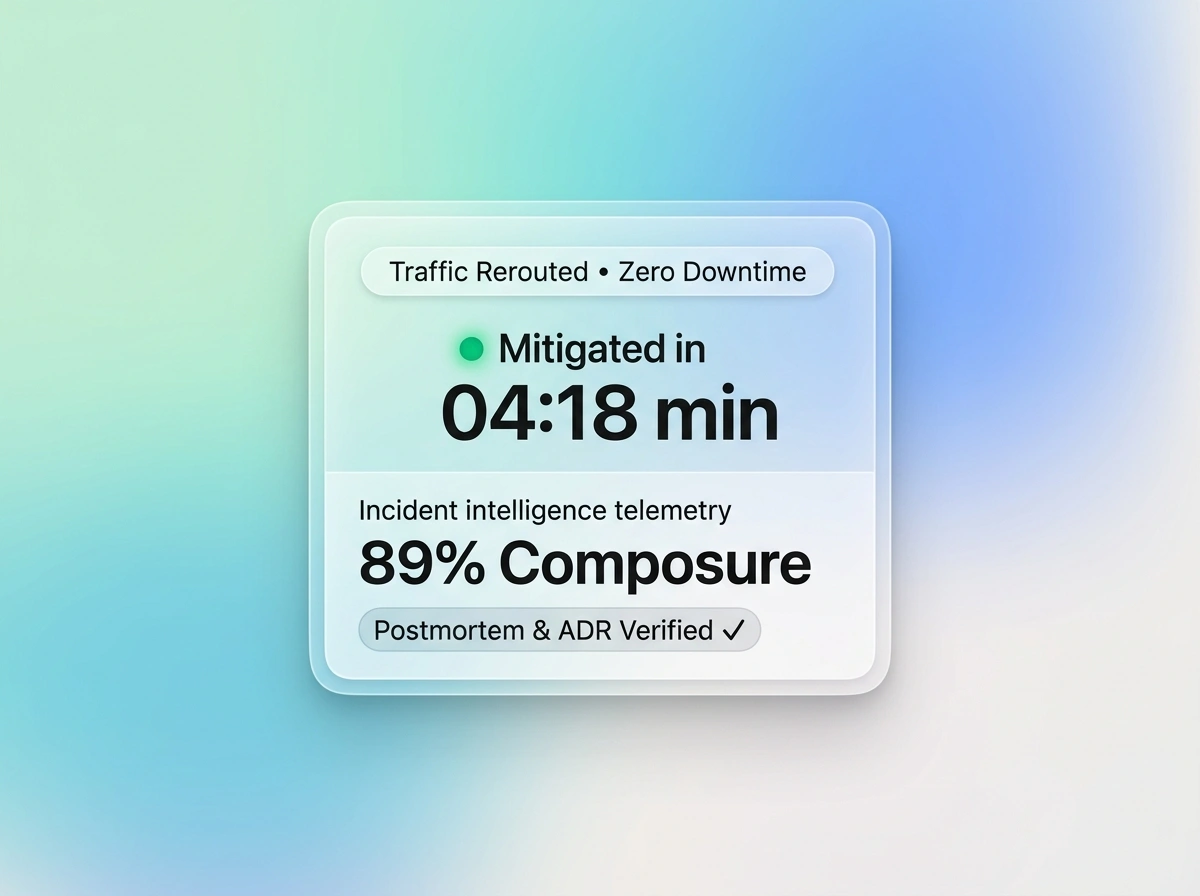 Traffic Rerouted • Zero Downtime
Mitigated in
04:18 min
Incident intelligence telemetry
89% Composure
Postmortem & ADR Verified ✓